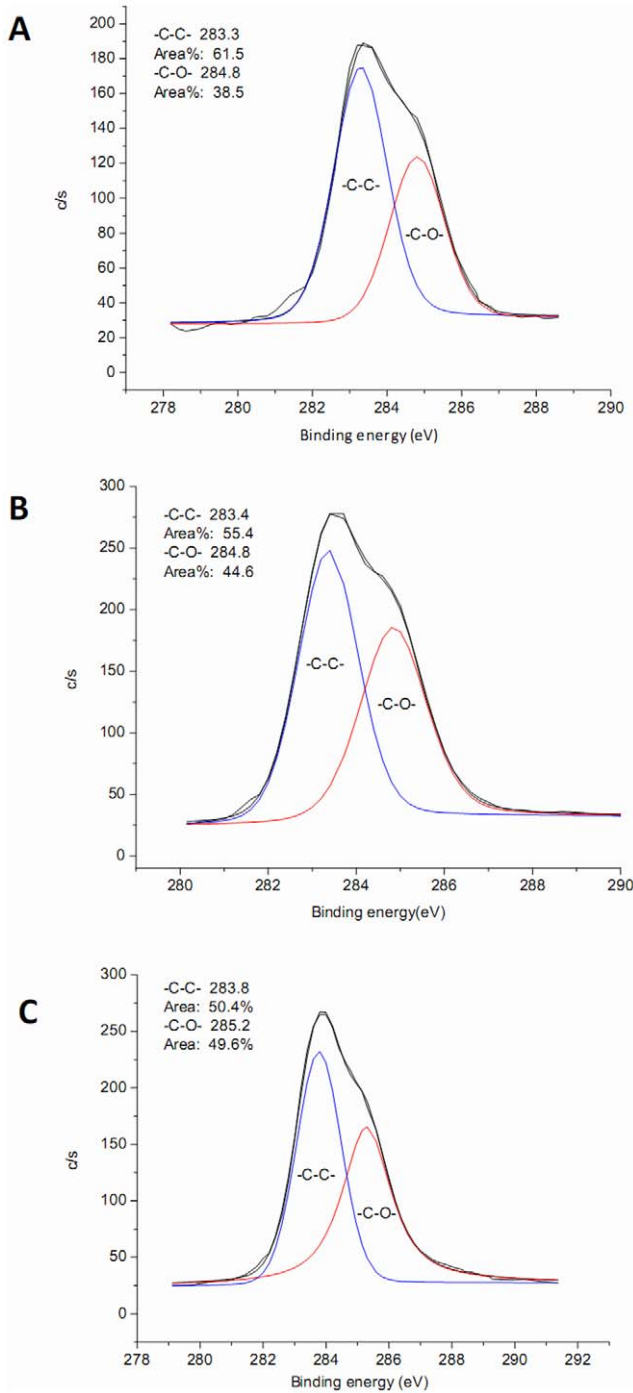 A
-C-C- 283.3
Area%: 61.5
-C-O- 284.8
Area%: 38.5
200
180
160
140
120
100
80
60
40
20
0
c/s
-C-C-
-C-O-
278 280 282 284 286 288 290
Binding energy (eV)
B
-C-C- 283.4
Area%: 55.4
-C-O- 284.8
Area%: 44.6
300
250
200
150
100
50
0
c/s
-C-C-
-C-O-
280 282 284 286 288 290
Binding energy(eV)
C
-C-C- 283.8
Area: 50.4%
-C-O- 285.2
Area: 49.6%
300
250
200
150
100
50
0
c/s
-C-C-
-C-O-
278 280 282 284 286 288 290 292
Binding energy (eV)